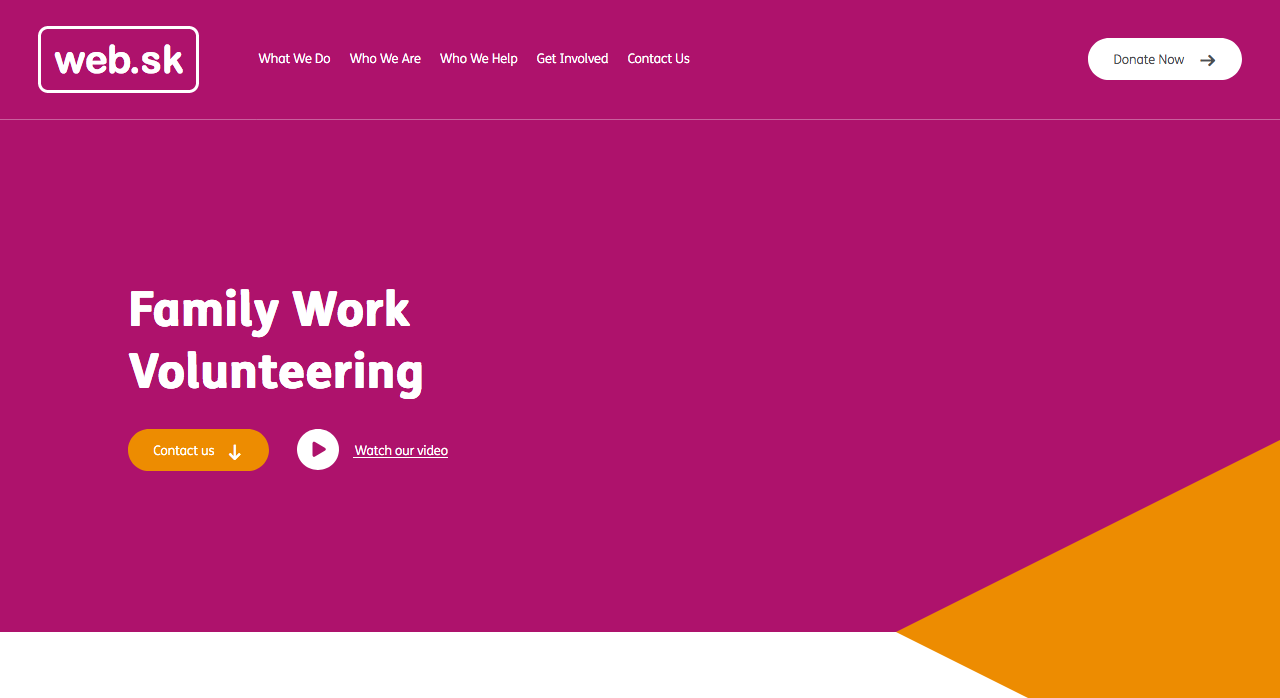 web.sk
What We Do
Who We Are
Who We Help
Get Involved
Contact Us
Donate Now
Family Work
Volunteering
Contact us
Watch our video